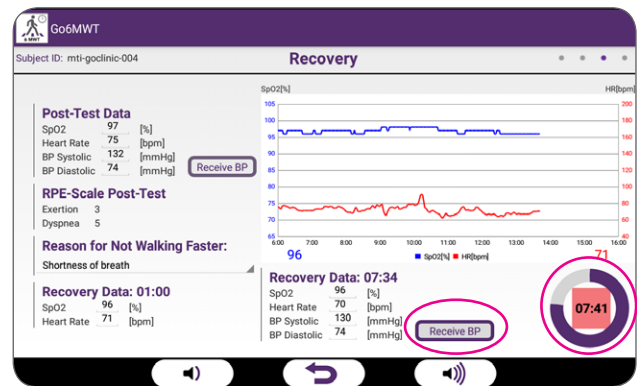 6 MWT
Go6MWT
Subject ID: mti-goclinic-004
Recovery
Post-Test Data
SpO2 97 [%]
Heart Rate 75 [bpm]
BP Systolic 132 [mmHg]
BP Diastolic 74 [mmHg]
Receive BP
RPE-Scale Post-Test
Exertion 3
Dyspnea 5
Reason for Not Walking Faster:
Shortness of breath
Recovery Data: 01:00
SpO2 96 [%]
Heart Rate 71 [bpm]
SpO2[%] HR[bpm]
105 200
100 180
95 160
90 140
85 120
80 100
75 80
70 60
65 40
6:00 7:00 8:00 9:00 10:00 11:00 12:00 13:00 14:00 15:00 16:00
96 SpO2[%] HR[bpm] 71
Recovery Data: 07:34
SpO2 96 [%]
Heart Rate 70 [bpm]
BP Systolic 130 [mmHg]
BP Diastolic 74 [mmHg]
Receive BP
07:41